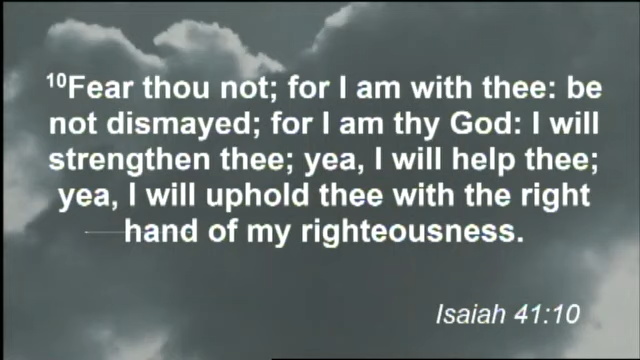 10Fear thou not; for I am with thee: be
not dismayed; for I am thy God: I will
strengthen thee; yea, I will help thee;
yea, I will uphold thee with the right
hand of my righteousness.
Isaiah 41:10